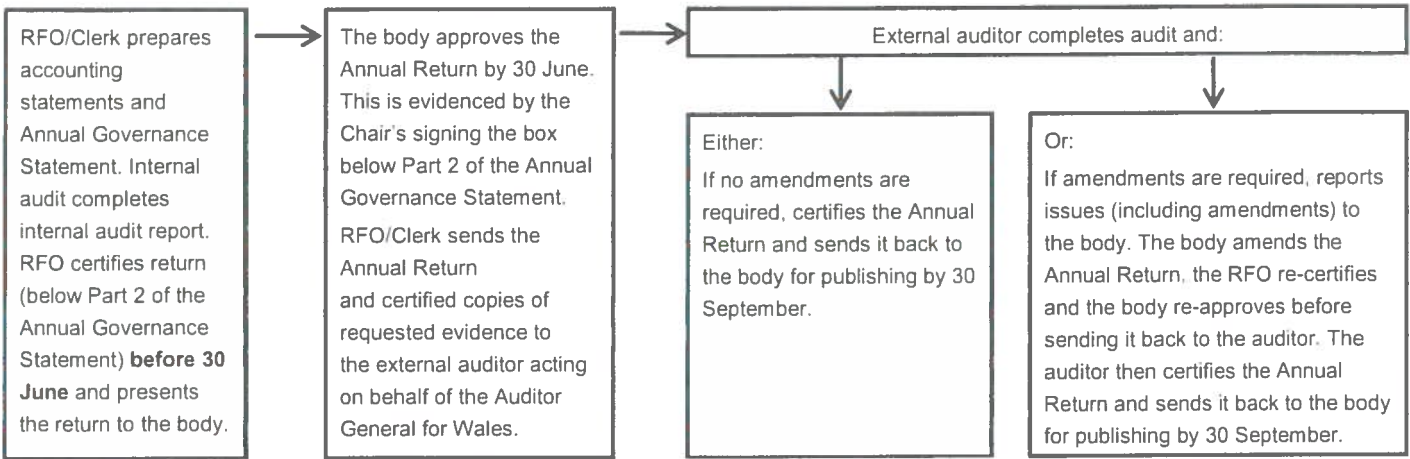 RFO/Clerk prepares
accounting
statements and
Annual Governance
Statement. Internal
audit completes
internal audit report.
RFO certifies return
(below Part 2 of the
Annual Governance
Statement) before 30
June and presents
the return to the body.
The body approves the
Annual Return by 30 June.
This is evidenced by the
Chair's signing the box
below Part 2 of the Annual
Governance Statement.
RFO/Clerk sends the
Annual Return
and certified copies of
requested evidence to
the external auditor acting
on behalf of the Auditor
General for Wales.
External auditor completes audit and:
Either:
If no amendments are
required, certifies the Annual
Return and sends it back to
the body for publishing by 30
September.
Or:
If amendments are required, reports
issues (including amendments) to
the body. The body amends the
Annual Return, the RFO re-certifies
and the body re-approves before
sending it back to the auditor. The
auditor then certifies the Annual
Return and sends it back to the body
for publishing by 30 September.